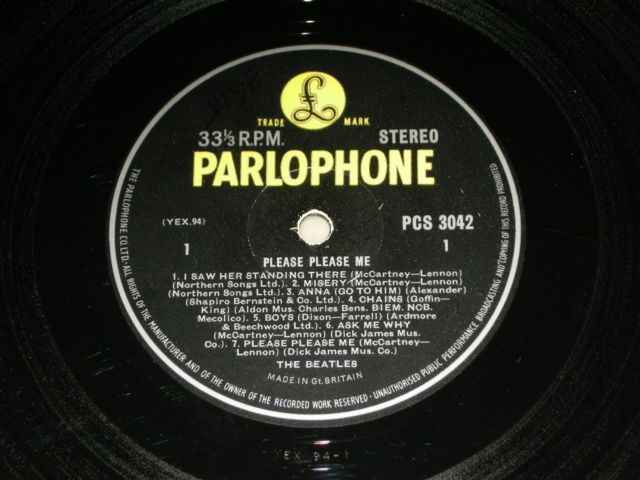 JUDE
£
TRADE MARK
33⅓ R.P.M. STEREO
PARLOPHONE
(YEX.94) PCS 3042
1 1
PLEASE PLEASE ME
1. I SAW HER STANDING THERE (McCartney—Lennon)
(Northern Songs Ltd.) 2. MISERY (McCartney—Lennon)
(Northern Songs Ltd.) 3. ANNA (GO TO HIM) (Alexander)
(Shapiro Bernstein & Co. Ltd.) 4. CHAINS (Goffin—
King) (Aldon Mus. Charles Bens. BIEM. NOB.
Mecolico.) 5. BOYS (Dixon—Farrell) (Ardmore
& Beechwood Ltd.) 6. ASK ME WHY
(McCartney—Lennon) (Dick James Mus.
Co.) 7. PLEASE PLEASE ME (McCartney—
Lennon) (Dick James Mus. Co.)
THE BEATLES
MADE IN Gt. BRITAIN
THE PARLOPHONE CO. LTD.—ALL RIGHTS OF THE MANUFACTURER AND OF THE OWNER OF THE RECORDED WORK RESERVED—UNAUTHORISED PUBLIC PERFORMANCE BROADCASTING AND COPYING OF THIS RECORD PROHIBITED
YEX 94-1